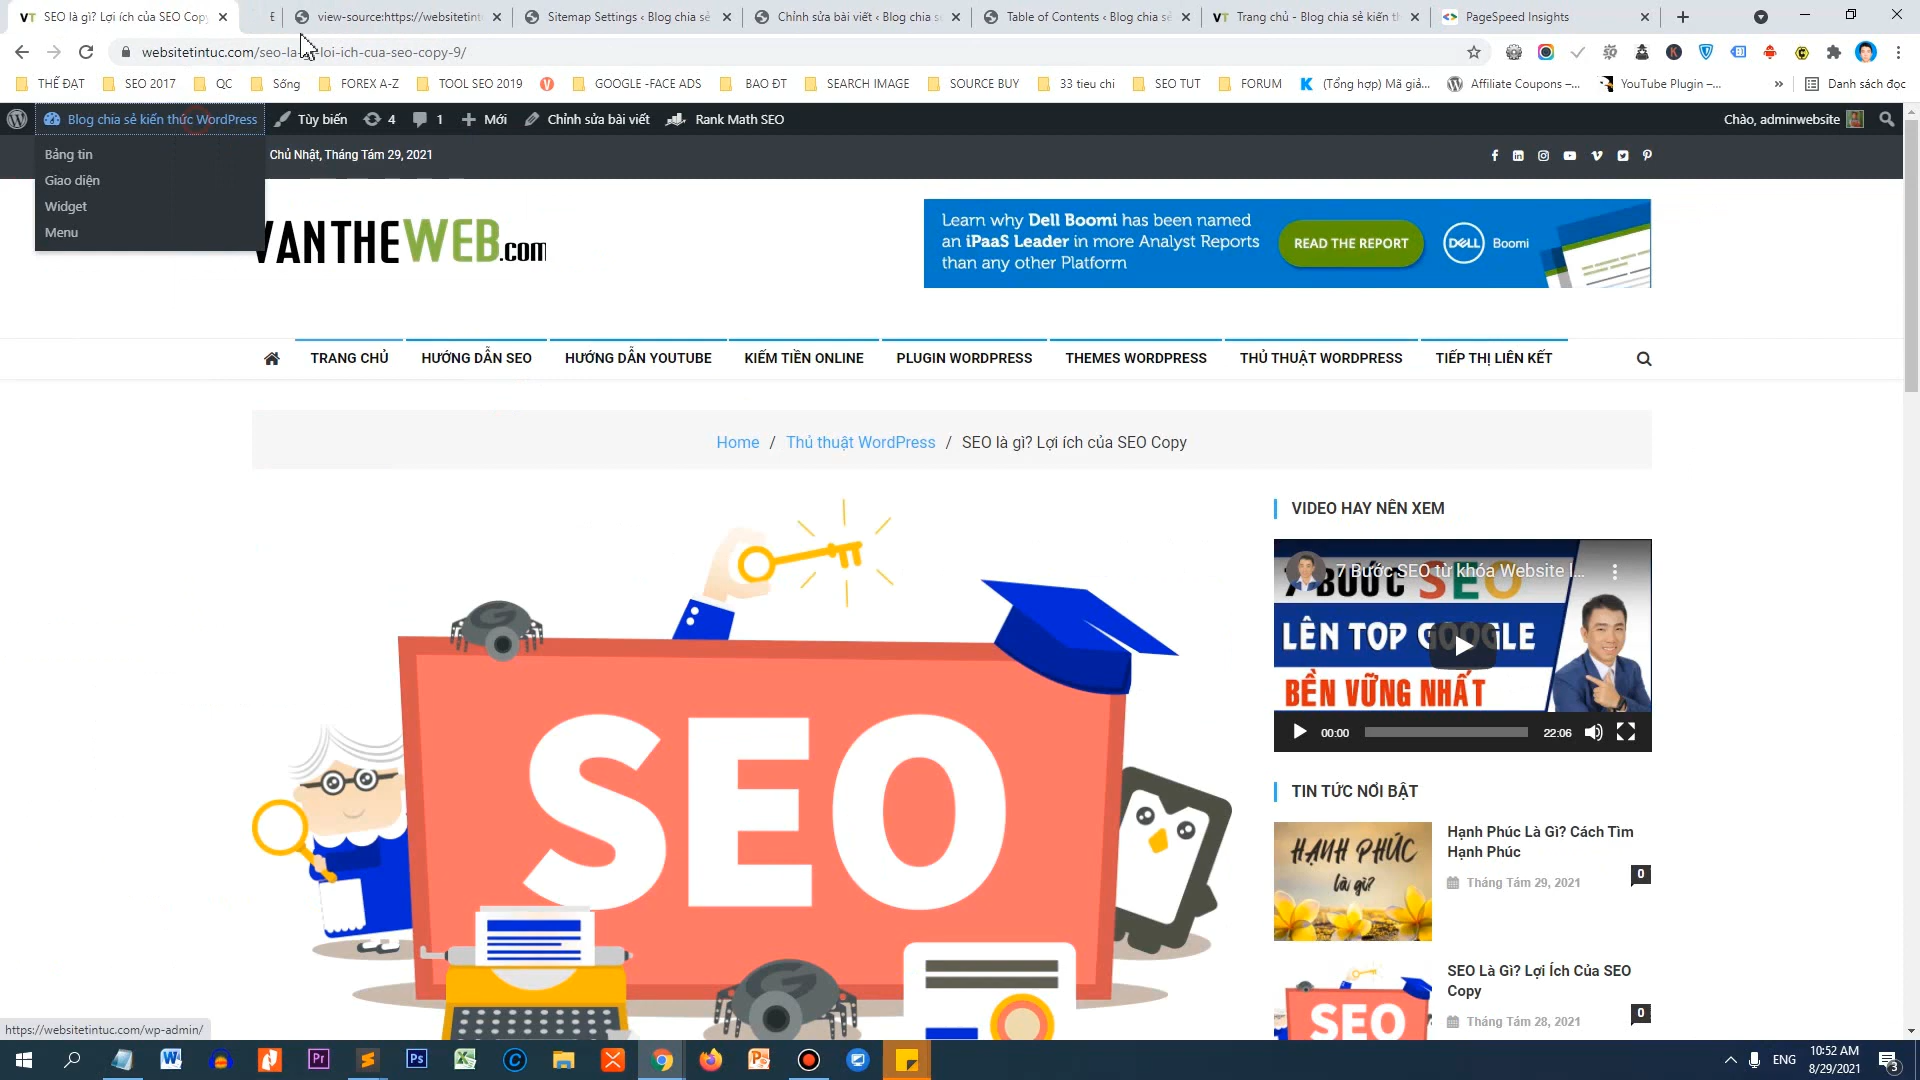 SEO là gì? Lợi ích của SEO Copy
view-source:https://websitetint
Sitemap Settings ‹ Blog chia sẻ
Chỉnh sửa bài viết ‹ Blog chia s
Table of Contents ‹ Blog chia sẻ
Trang chủ - Blog chia sẻ kiến th
PageSpeed Insights
websitetintuc.com/seo-la- -loi-ich-cua-seo-copy-9/
THẾ ĐẠT
SEO 2017
QC
Sống
FOREX A-Z
TOOL SEO 2019
GOOGLE -FACE ADS
BAO ĐT
SEARCH IMAGE
SOURCE BUY
33 tieu chi
SEO TUT
FORUM
(Tổng hợp) Mã giả...
Affiliate Coupons –...
YouTube Plugin –...
»
Danh sách đọc
Blog chia sẻ kiến thức WordPress
Tùy biến
4
1
Mới
Chỉnh sửa bài viết
Rank Math SEO
Chào, adminwebsite
Bảng tin
Giao diện
Widget
Menu
Chủ Nhật, Tháng Tám 29, 2021
VANTHEWEB.com
Learn why Dell Boomi has been named
an iPaaS Leader in more Analyst Reports
than any other Platform
READ THE REPORT
DELL
Boomi
TRANG CHỦ
HƯỚNG DẪN SEO
HƯỚNG DẪN YOUTUBE
KIẾM TIỀN ONLINE
PLUGIN WORDPRESS
THEMES WORDPRESS
THỦ THUẬT WORDPRESS
TIẾP THỊ LIÊN KẾT
Home / Thủ thuật WordPress / SEO là gì? Lợi ích của SEO Copy
SEO
VIDEO HAY NÊN XEM
7 Bước SEO từ khóa Website l...
7 BƯỚC SEO
LÊN TOP GOOGLE
BỀN VỮNG NHẤT
00:00
22:06
TIN TỨC NỔI BẬT
HẠNH PHÚC
là gì?
Hạnh Phúc Là Gì? Cách Tìm
Hạnh Phúc
Tháng Tám 29, 2021
0
SEO
SEO Là Gì? Lợi Ích Của SEO
Copy
Tháng Tám 28, 2021
0
https://websitetintuc.com/wp-admin/
ENG
10:52 AM
8/29/2021
3